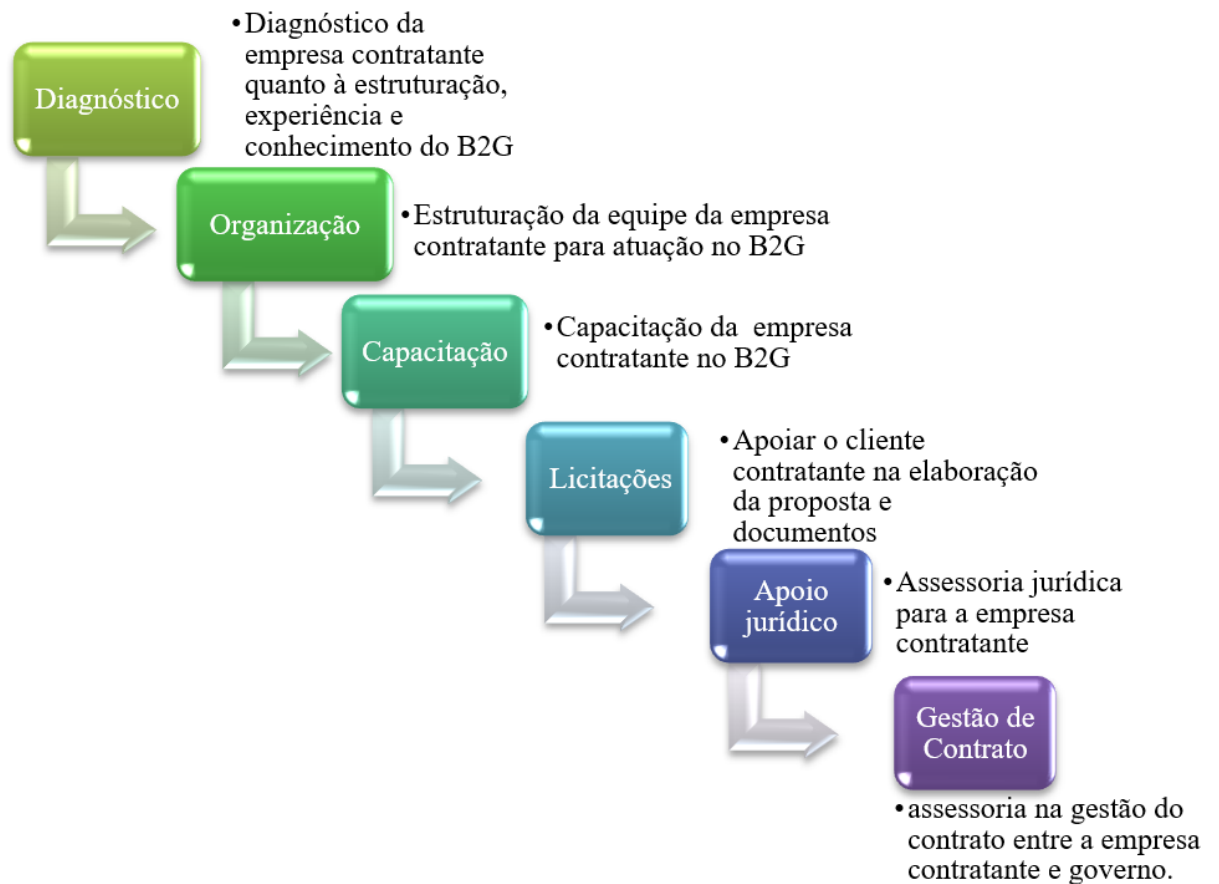 Diagnóstico
•Diagnóstico da
empresa contratante
quanto à estruturação,
experiência e
conhecimento do B2G
Organização
•Estruturação da equipe da empresa
contratante para atuação no B2G
Capacitação
•Capacitação da  empresa
contratante no B2G
Licitações
•Apoiar o cliente
contratante na elaboração
da proposta e
documentos
Apoio
jurídico
•Assessoria jurídica
para a empresa
contratante
Gestão de
Contrato
•assessoria na gestão do
contrato entre a empresa
contratante e governo.